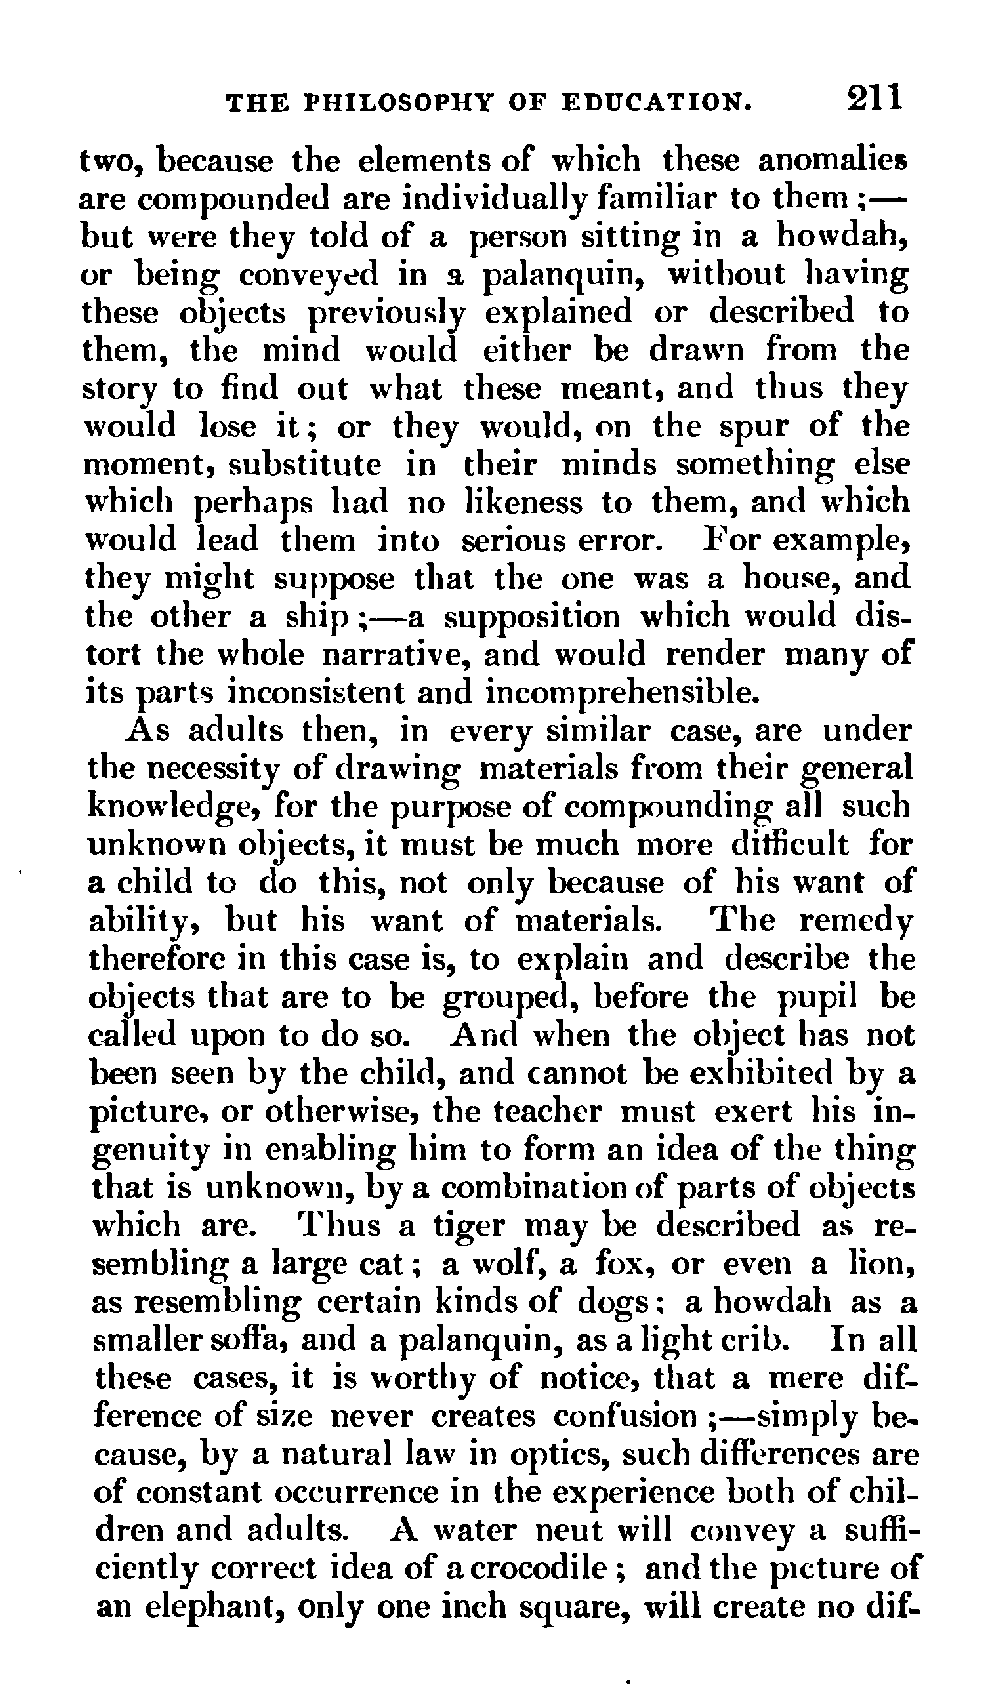 THE PHILOSOPHY OF EDUCATION. 211
two, because the elements of which these anomalies
are compounded are individually familiar to them ;—
but were they told of a person sitting in a howdah,
or being conveyed in a palanquin, without having
these objects previously explained or described to
them, the mind would either be drawn from the
story to find out what these meant, and thus they
would lose it ; or they would, on the spur of the
moment, substitute in their minds something else
which perhaps had no likeness to them, and which
would lead them into serious error. For example,
they might suppose that the one was a house, and
the other a ship ;—a supposition which would dis-
tort the whole narrative, and would render many of
its parts inconsistent and incomprehensible.
As adults then, in every similar case, are under
the necessity of drawing materials from their general
knowledge, for the purpose of compounding all such
unknown objects, it must be much more difficult for
a child to do this, not only because of his want of
ability, but his want of materials. The remedy
therefore in this case is, to explain and describe the
objects that are to be grouped, before the pupil be
called upon to do so. And when the object has not
been seen by the child, and cannot be exhibited by a
picture, or otherwise, the teacher must exert his in-
genuity in enabling him to form an idea of the thing
that is unknown, by a combination of parts of objects
which are. Thus a tiger may be described as re-
sembling a large cat ; a wolf, a fox, or even a lion,
as resembling certain kinds of dogs ; a howdah as a
smaller soffa, and a palanquin, as a light crib. In all
these cases, it is worthy of notice, that a mere dif-
ference of size never creates confusion ;—simply be-
cause, by a natural law in optics, such differences are
of constant occurrence in the experience both of chil-
dren and adults. A water neut will convey a suffi-
ciently correct idea of a crocodile ; and the picture of
an elephant, only one inch square, will create no dif-